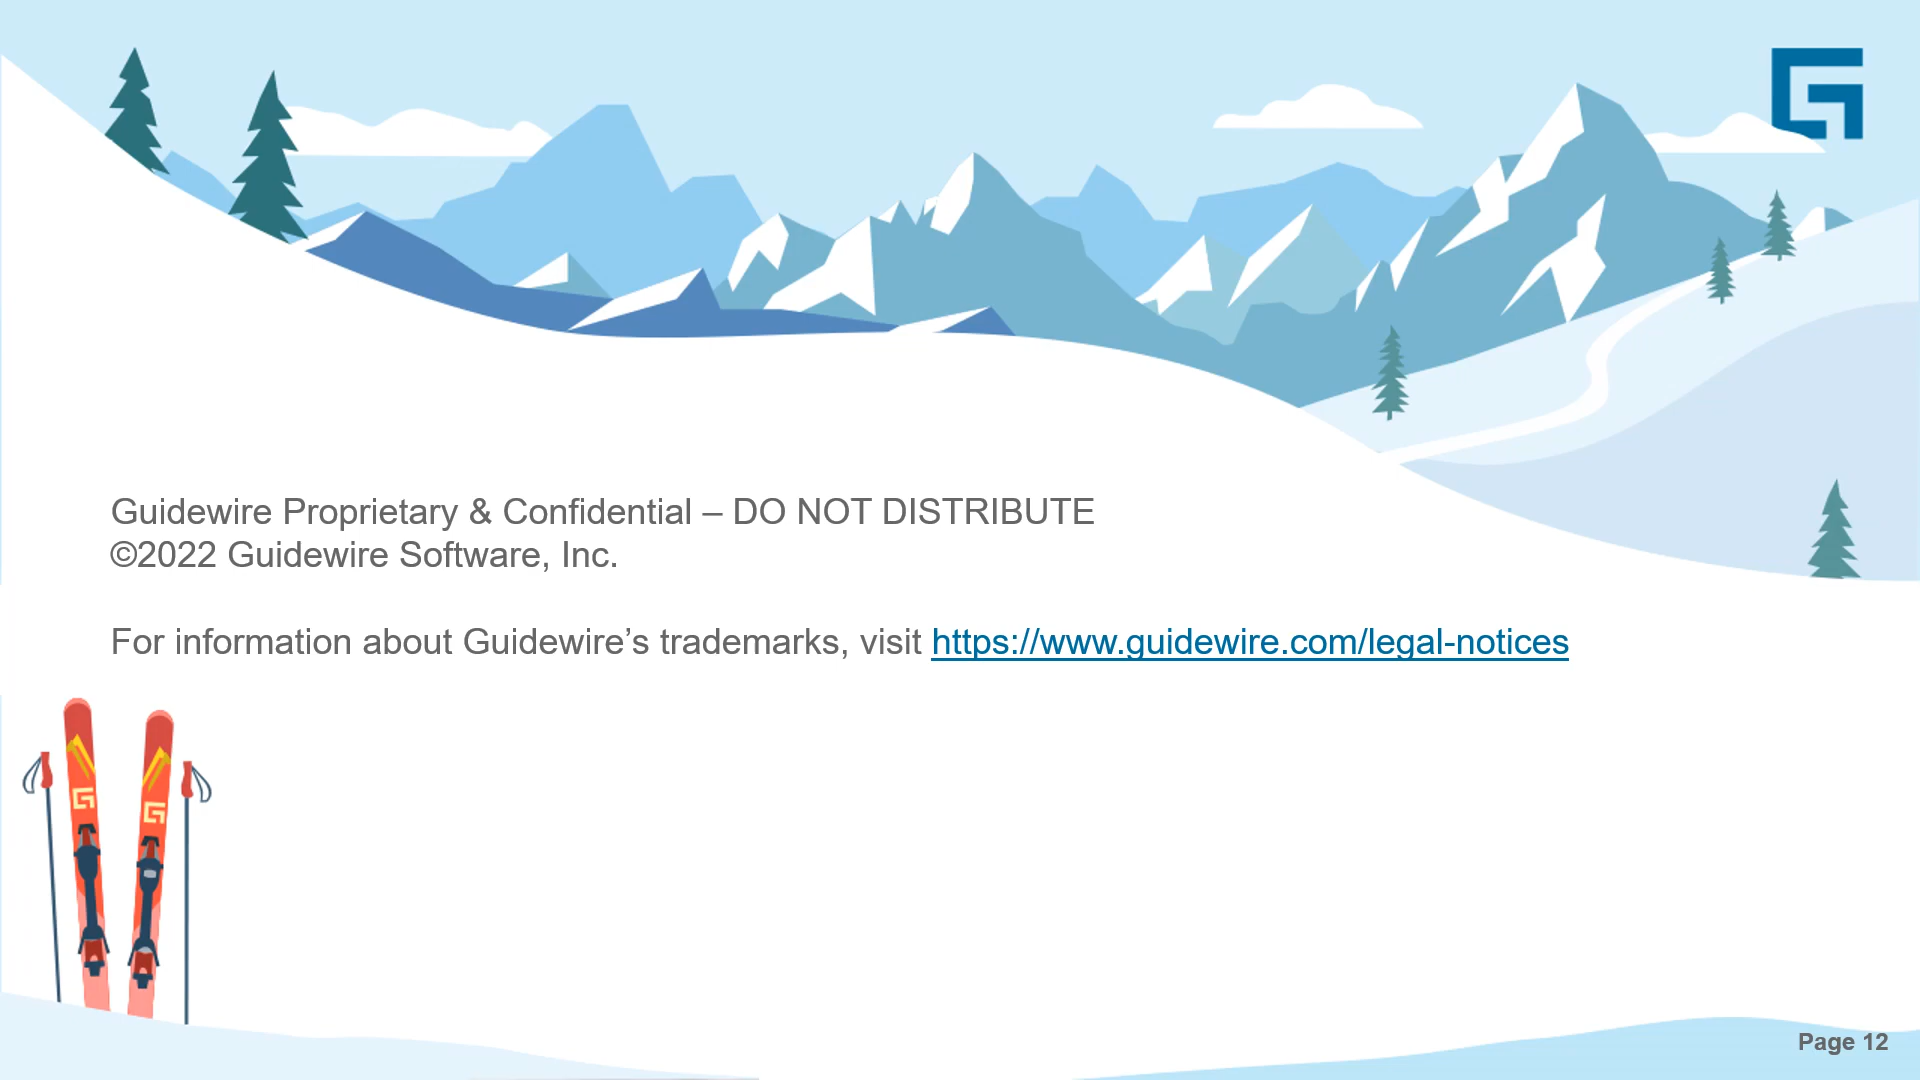 Guidewire Proprietary & Confidential – DO NOT DISTRIBUTE
©2022 Guidewire Software, Inc.
For information about Guidewire’s trademarks, visit https://www.guidewire.com/legal-notices
Page 12